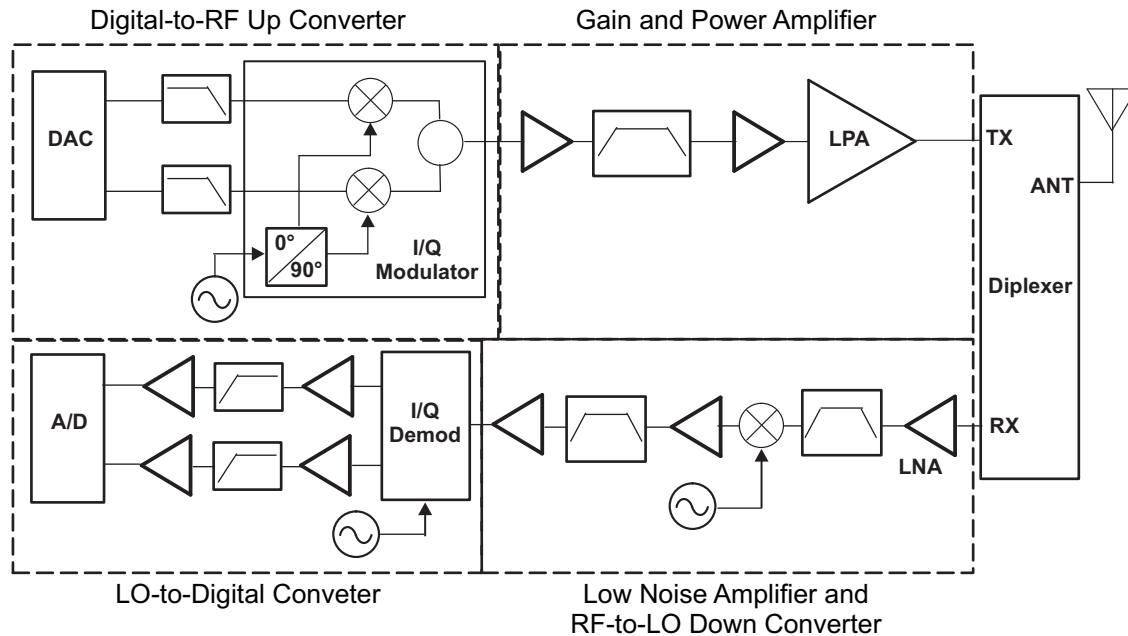 Digital-to-RF Up Converter
Gain and Power Amplifier
DAC
0°
90°
I/Q
Modulator
LPA
TX
ANT
Diplexer
RX
A/D
I/Q
Demod
LNA
LO-to-Digital Conveter
Low Noise Amplifier and
RF-to-LO Down Converter